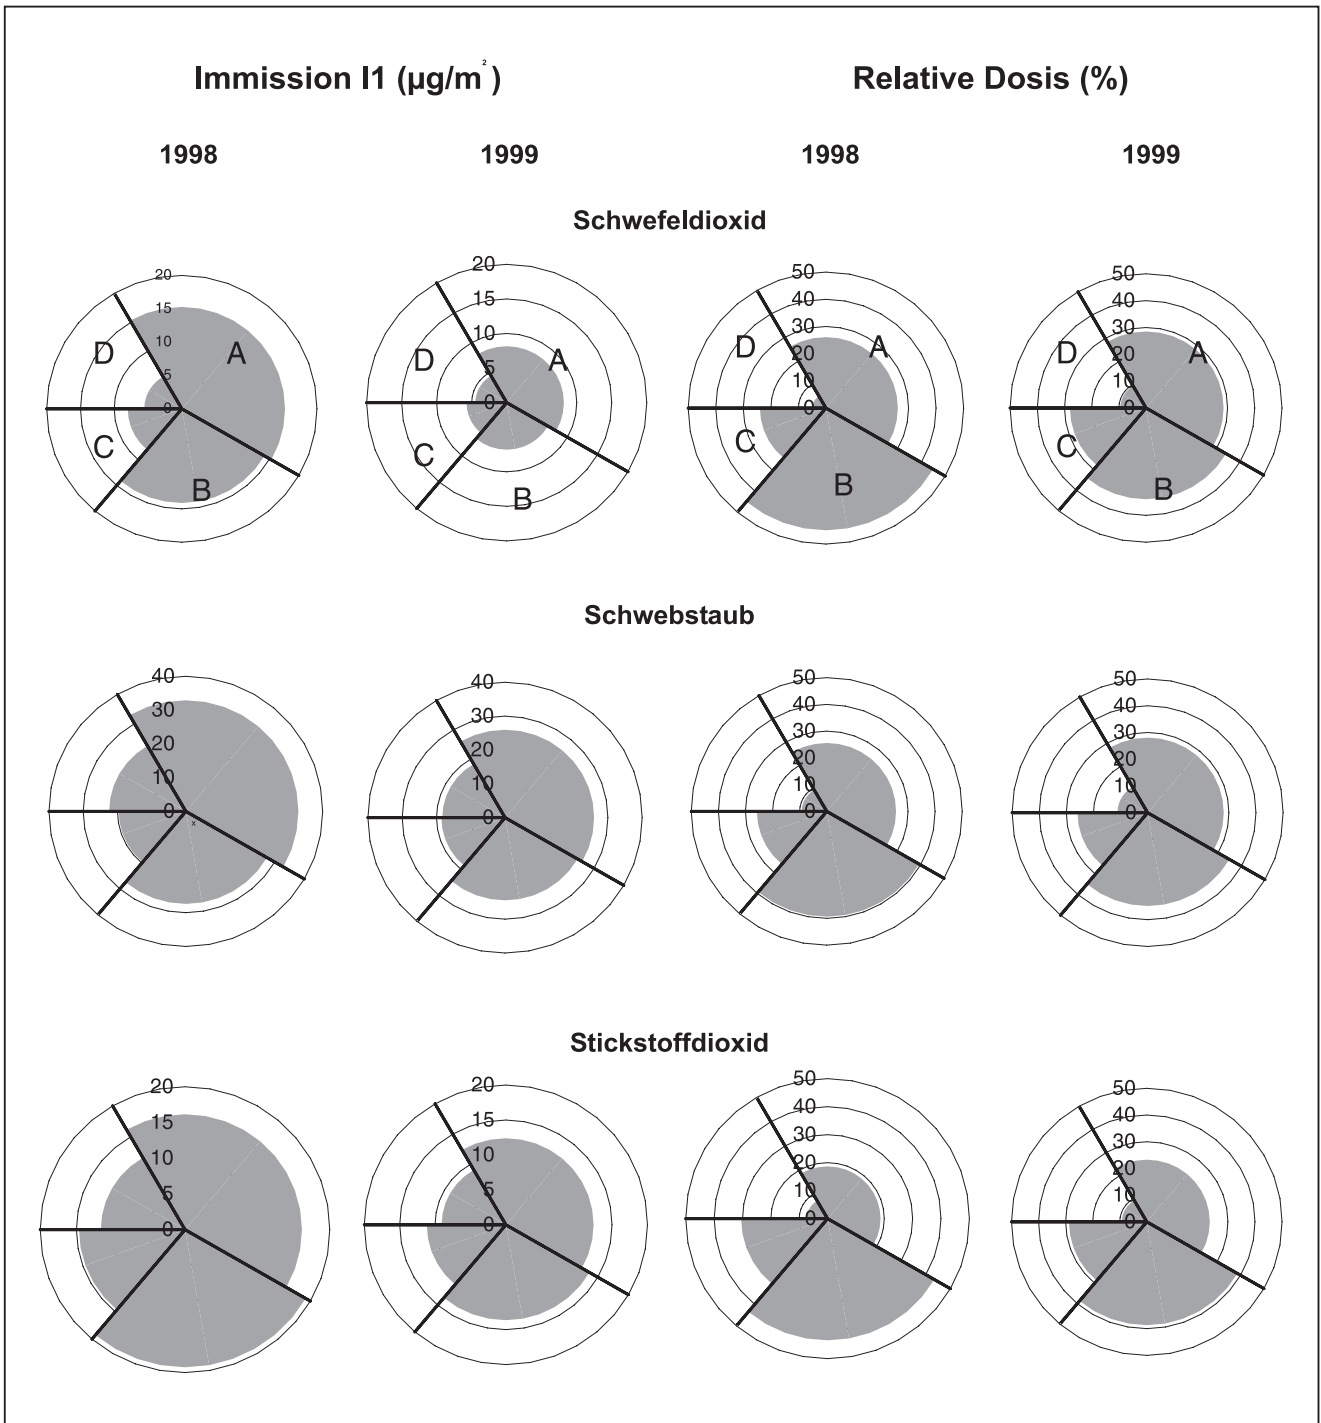 Immission I1 (µg/m²) Relative Dosis (%)
1998 1999 1998 1999
Schwefeldioxid
20 20 50 50
15 15 40 40
10 10 30 30
5 5 20 20
0 0 10 10
0 0
D A D A D A D A
C B C B C B C B
Schwebstaub
40 40 50 50
30 30 40 40
20 20 30 30
10 10 20 20
0 0 10 10
x 0 0
Stickstoffdioxid
20 20 50 50
15 15 40 40
10 10 30 30
5 5 20 20
0 0 10 10
0 0